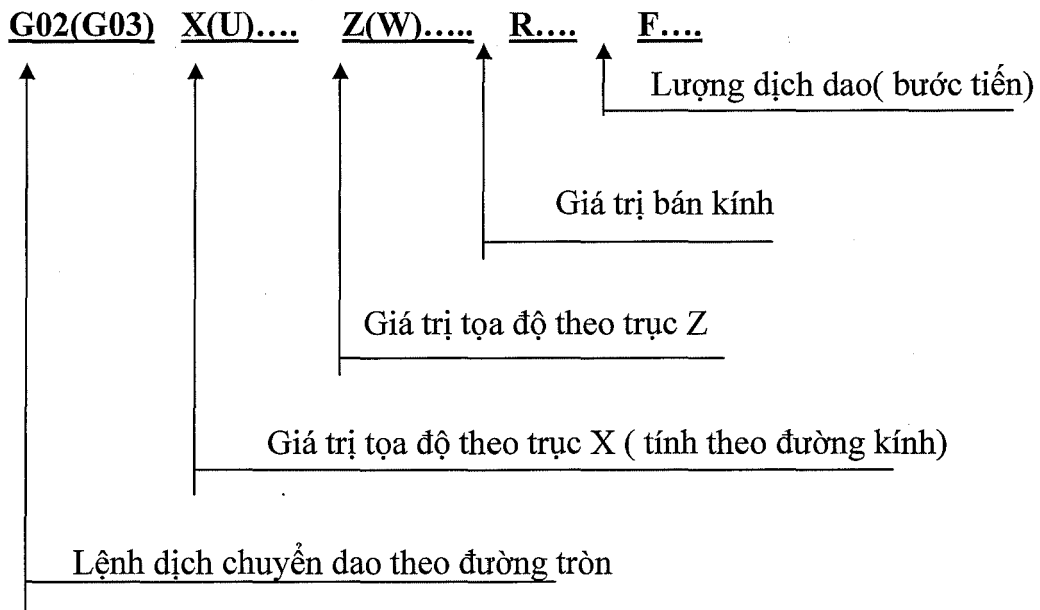 G02(G03) X(U).... Z(W)..... R.... F....
Lượng dịch dao( bước tiến)
Giá trị bán kính
Giá trị tọa độ theo trục Z
Giá trị tọa độ theo trục X ( tính theo đường kính)
Lệnh dịch chuyển dao theo đường tròn